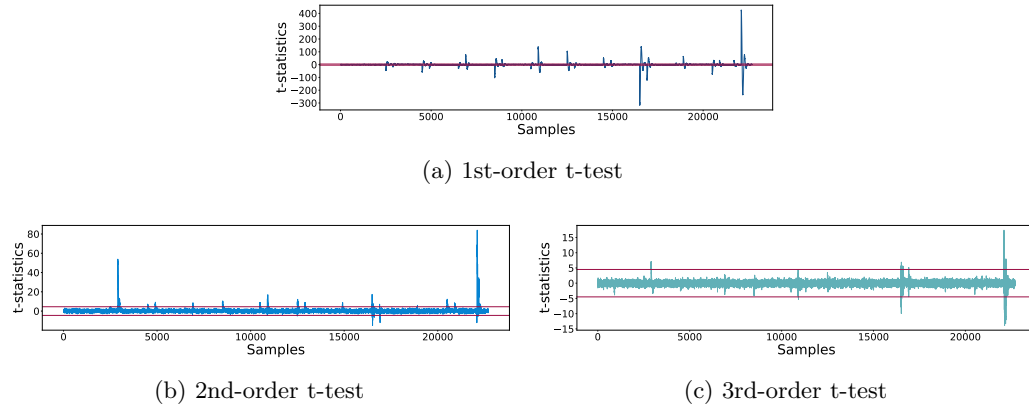 400
300
200
100
0
−100
−200
−300
t-statistics
0 5000 10000 15000 20000
Samples
(a) 1st-order t-test
80
60
40
20
0
t-statistics
0 5000 10000 15000 20000
Samples
(b) 2nd-order t-test
15
10
5
0
−5
−10
−15
t-statistics
0 5000 10000 15000 20000
Samples
(c) 3rd-order t-test